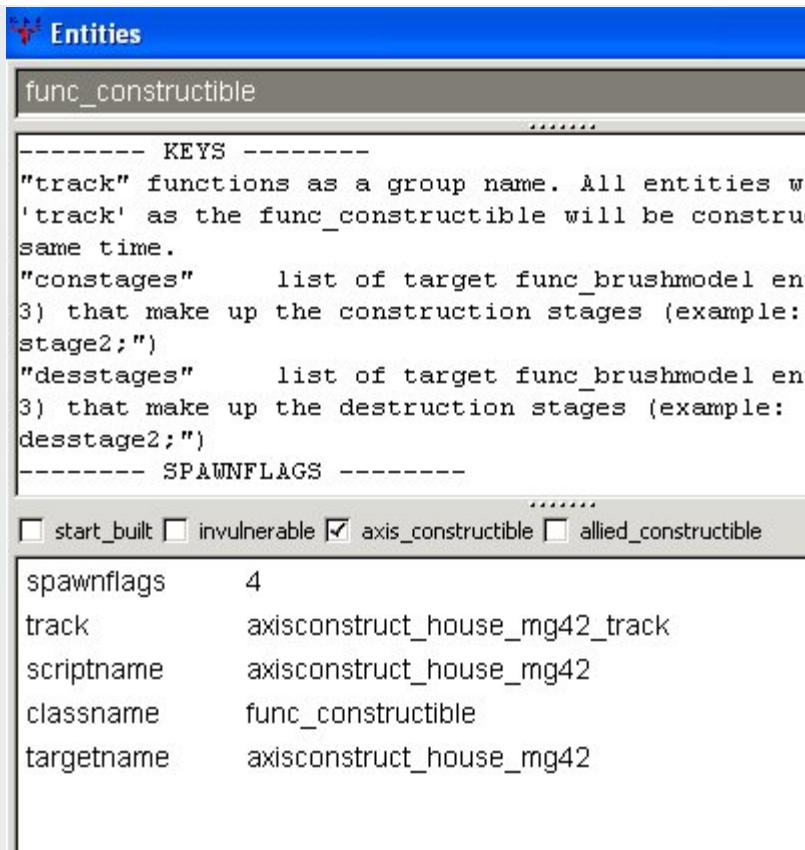 Entities
func_constructible
-------- KEYS --------
"track" functions as a group name. All entities
'track' as the func_constructible will be
same time.
"constages" list of target func_brushmodel
3) that make up the construction stages (example:
stage2;")
"desstages" list of target func_brushmodel
3) that make up the destruction stages (example:
desstage2;")
-------- SPAWNFLAGS --------
start_built invulnerable axis_constructible allied_constructible
spawnflags 4
track axisconstruct_house_mg42_track
scriptname axisconstruct_house_mg42
classname func_constructible
targetname axisconstruct_house_mg42